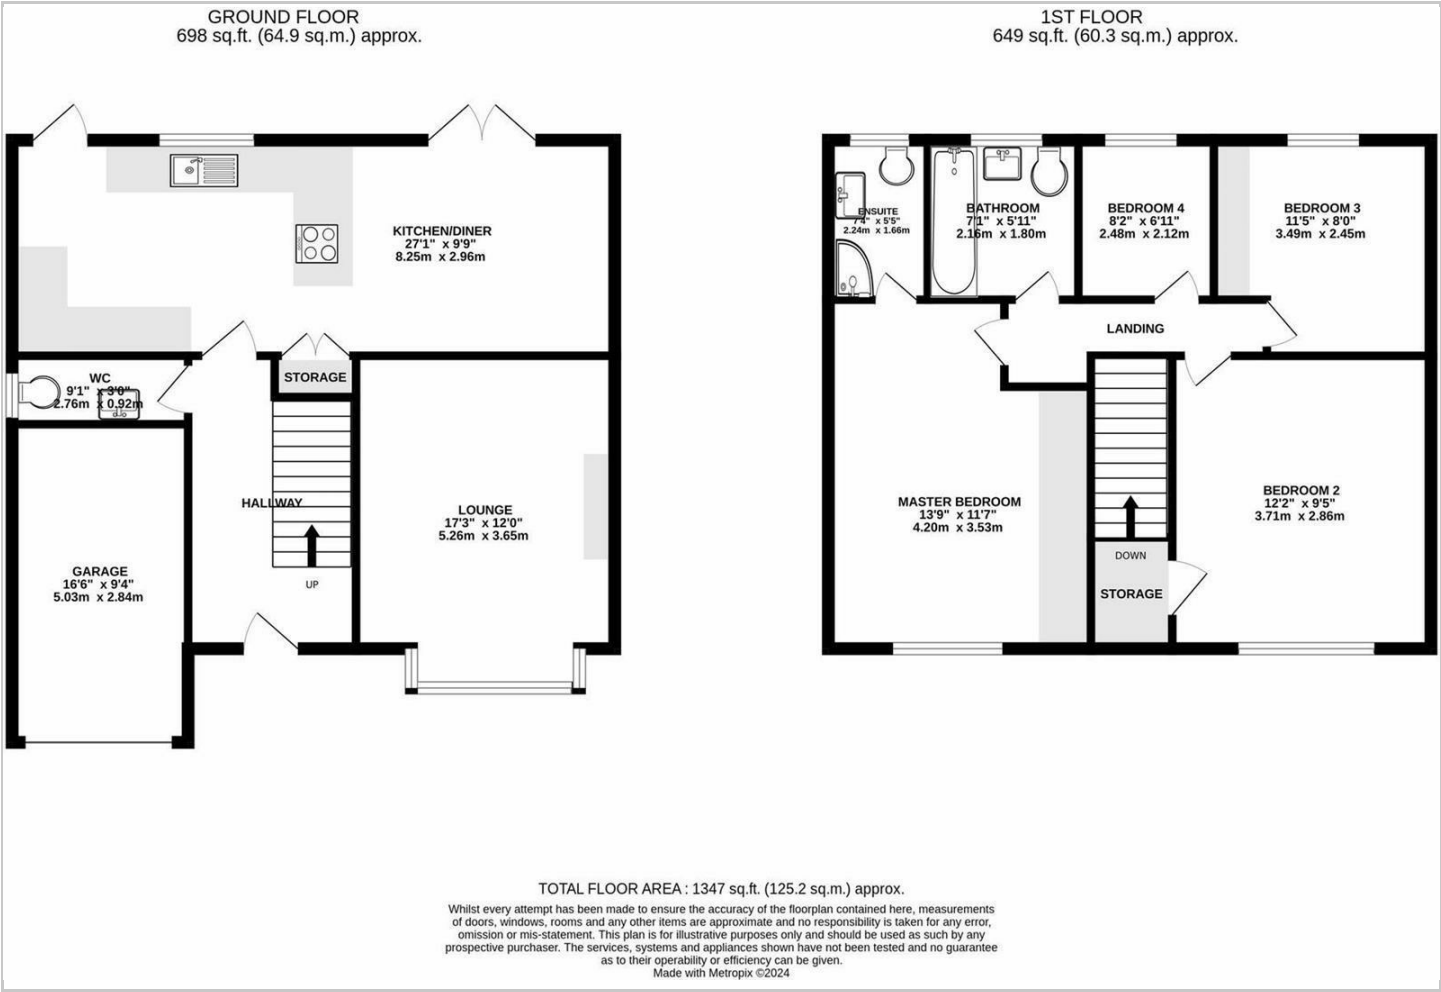 GROUND FLOOR
698 sq.ft. (64.9 sq.m.) approx.
1ST FLOOR
649 sq.ft. (60.3 sq.m.) approx.
KITCHEN/DINER
27'1" x 9'9"
8.25m x 2.96m
STORAGE
WC
9'1" x 3'0"
2.76m x 0.92m
HALLWAY
UP
LOUNGE
17'3" x 12'0"
5.26m x 3.65m
GARAGE
16'6" x 9'4"
5.03m x 2.84m
ENSUITE
7'4" x 5'5"
2.24m x 1.66m
BATHROOM
7'1" x 5'11"
2.16m x 1.80m
BEDROOM 4
8'2" x 6'11"
2.48m x 2.12m
BEDROOM 3
11'5" x 8'0"
3.49m x 2.45m
LANDING
MASTER BEDROOM
13'9" x 11'7"
4.20m x 3.53m
BEDROOM 2
12'2" x 9'5"
3.71m x 2.86m
DOWN
STORAGE
TOTAL FLOOR AREA : 1347 sq.ft. (125.2 sq.m.) approx.
Whilst every attempt has been made to ensure the accuracy of the floorplan contained here, measurements
of doors, windows, rooms and any other items are approximate and no responsibility is taken for any error,
omission or mis-statement. This plan is for illustrative purposes only and should be used as such by any
prospective purchaser. The services, systems and appliances shown have not been tested and no guarantee
as to their operability or efficiency can be given.
Made with Metropix ©2024